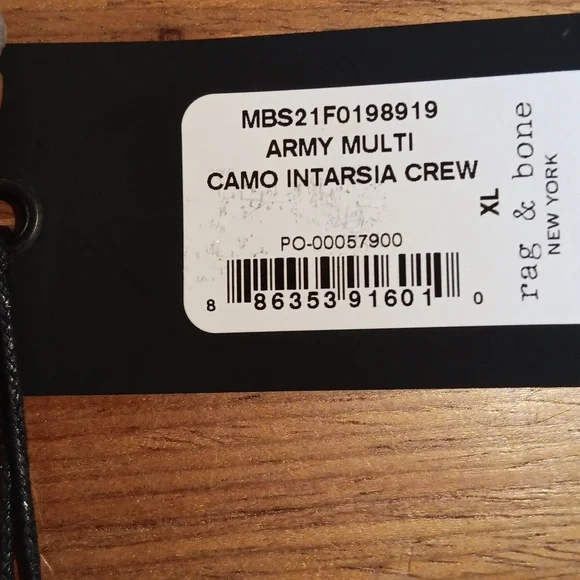 MBS21F0198919
ARMY MULTI
CAMO INTARSIA CREW
XL
PO-00057900
8 86353 91601 0
rag & bone
NEW YORK